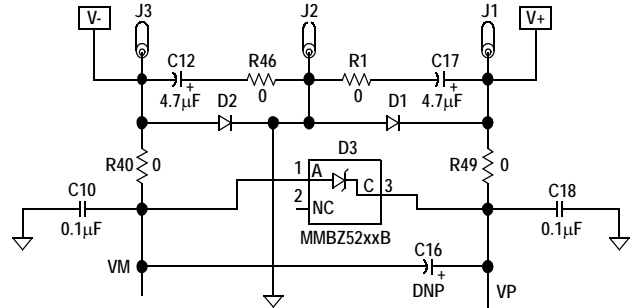 V-
J3
J2
J1
V+
C12
+
4.7µF
R46
0
R1
0
C17
+
4.7µF
D2
D1
R40
0
D3
1
A
C
3
2
NC
MMBZ52xxB
R49
0
C10
0.1µF
C18
0.1µF
VM
C16
+
DNP
VP